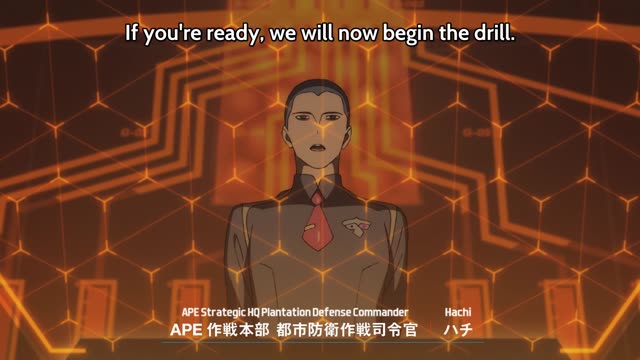 If you're ready, we will now begin the drill.
APE Strategic HQ Plantation Defense Commander Hachi
APE 作戦本部 都市防衛作戦司令官 ハチ